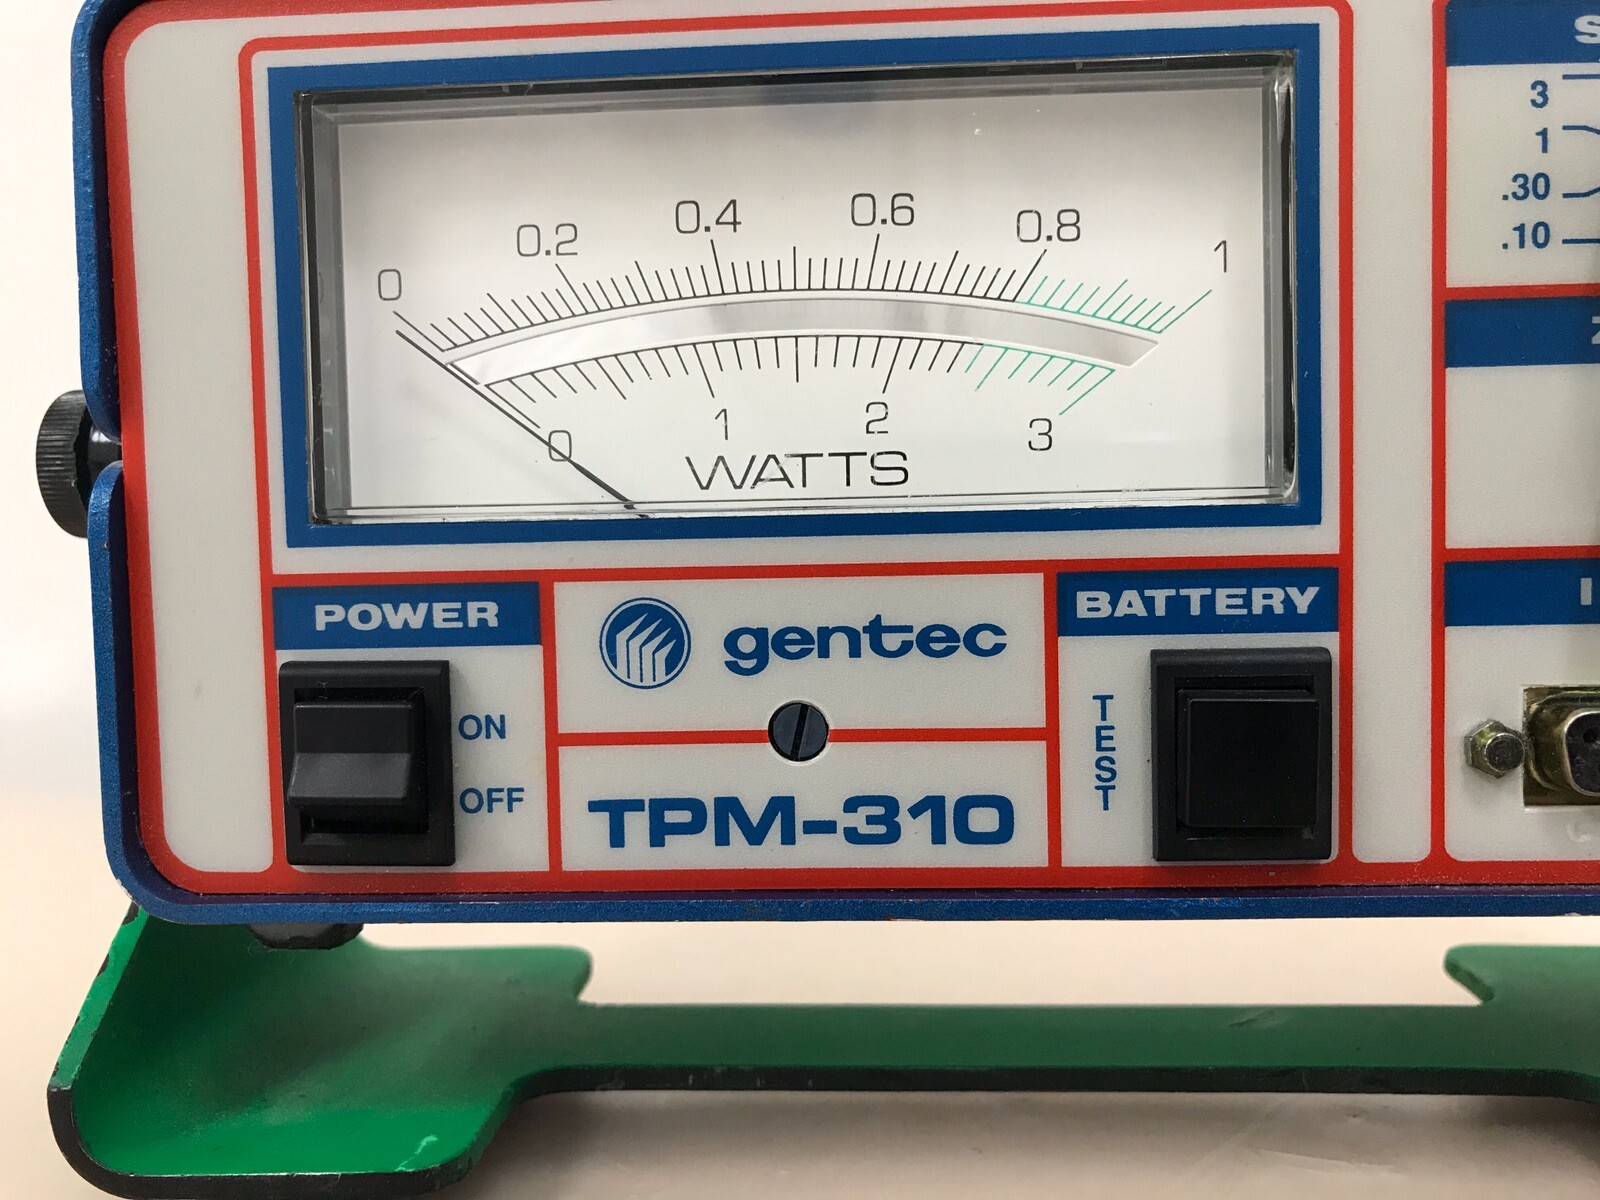 0 0.2 0.4 0.6 0.8 1
0 1 2 3
WATTS
POWER
ON
OFF
gentec
TPM-310
BATTERY
TEST
3
1
.30
.10